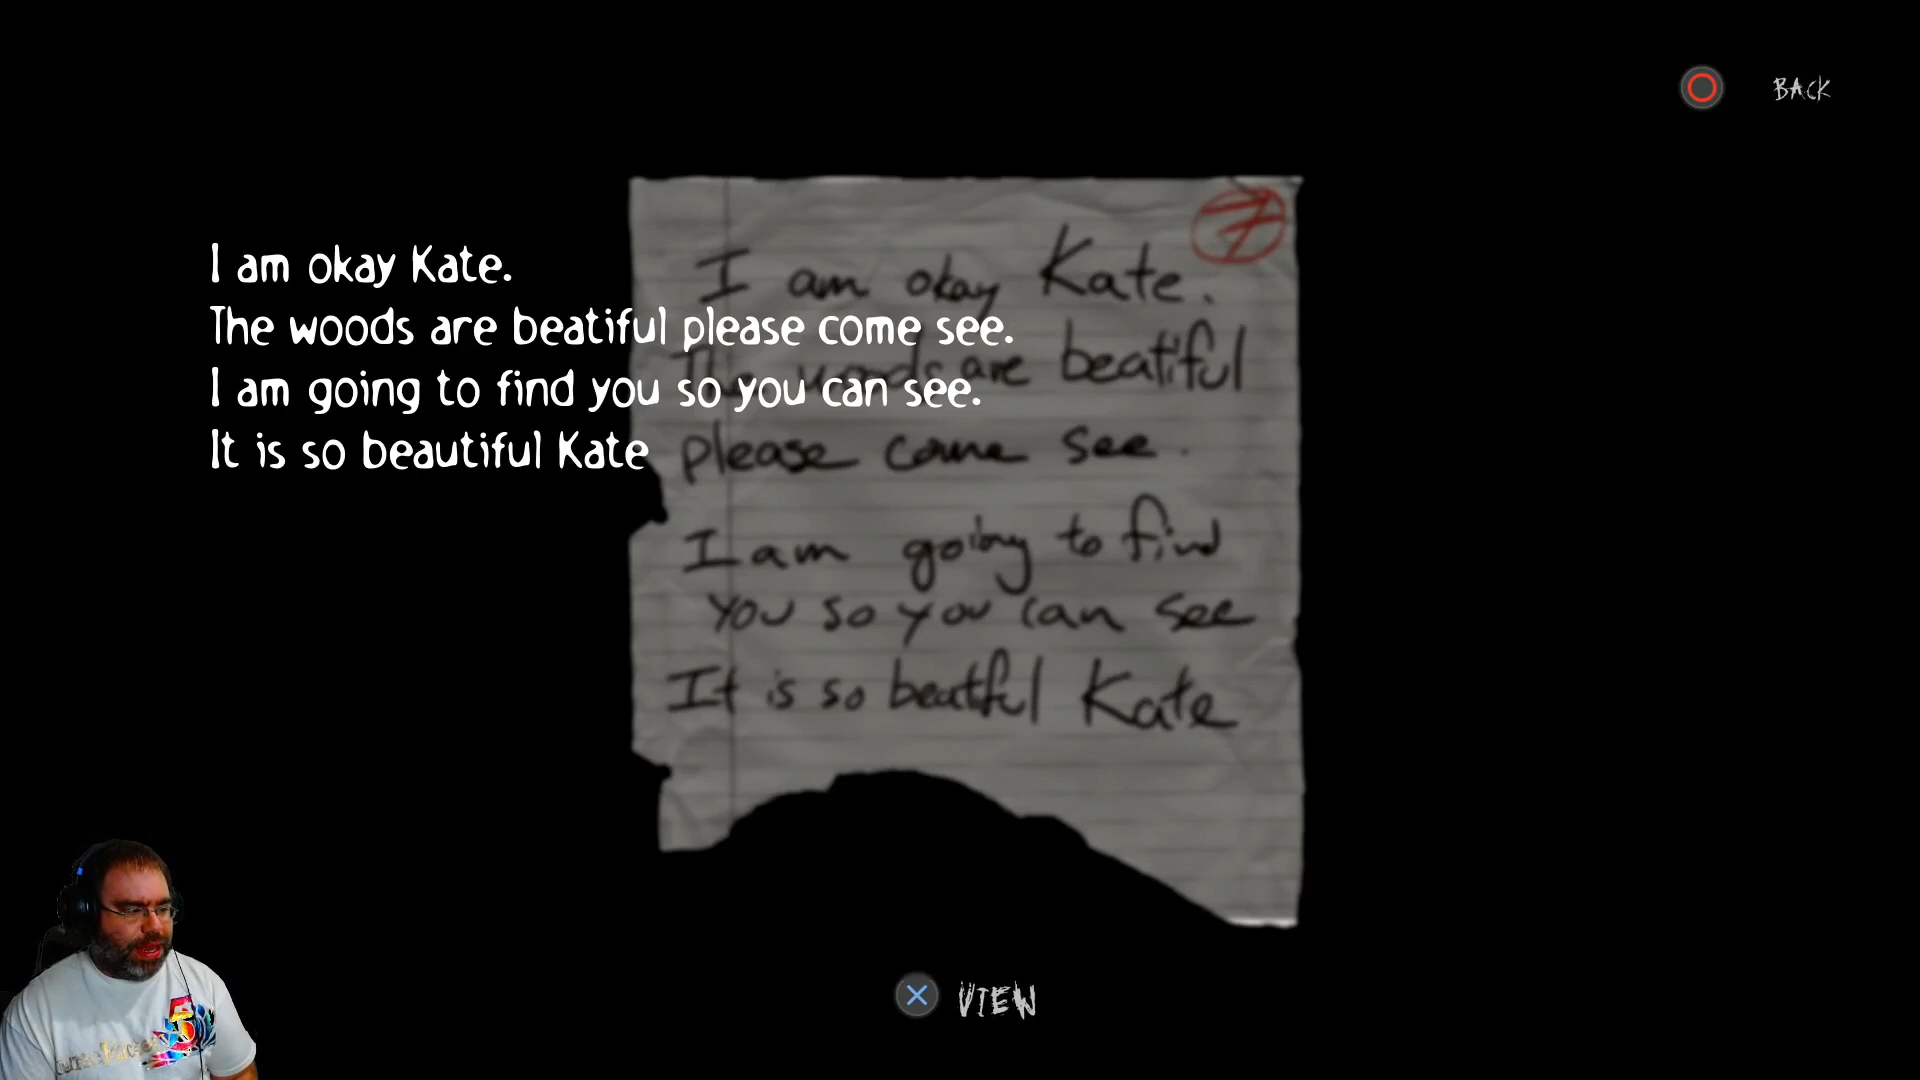 BACK
I am okay Kate.
The woods are beatiful please come see.
I am going to find you so you can see.
It is so beautiful Kate
7
I am okay Kate.
The woods are beatiful
please come see.
I am going to find
you so you can see
It is so beatful Kate
VIEW